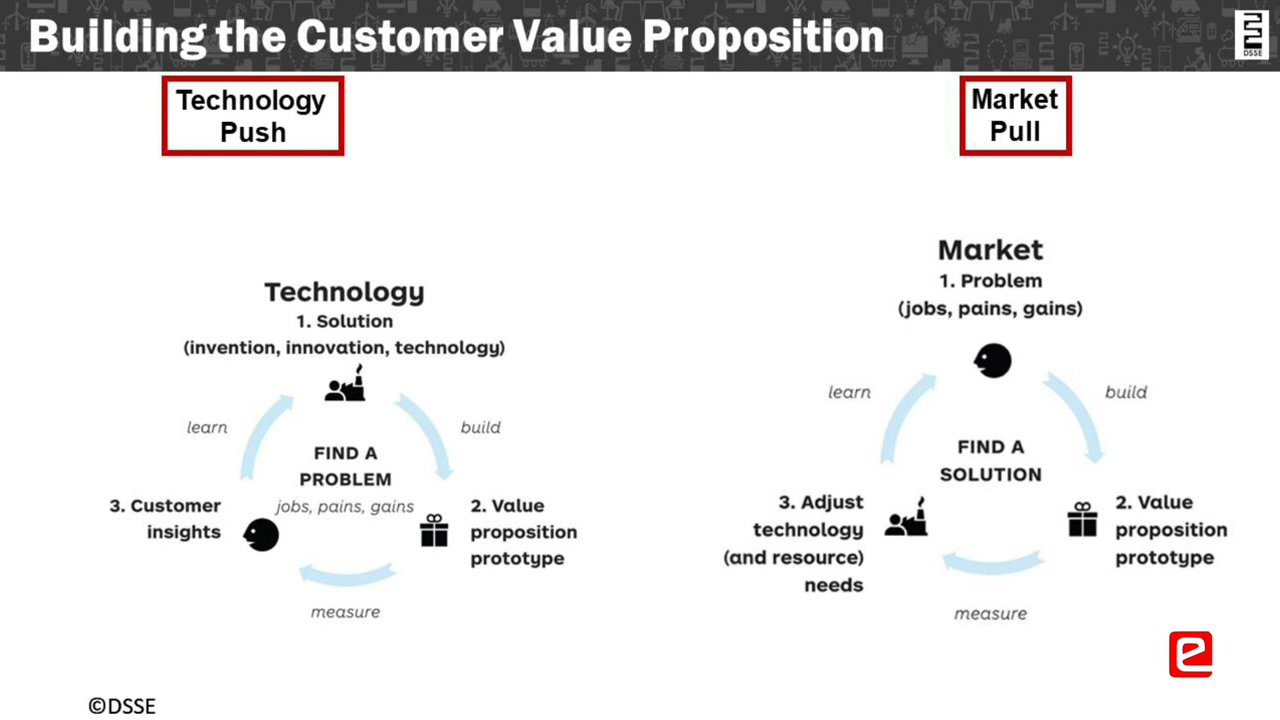 Building the Customer Value Proposition
DSSE
Technology
Push
Market
Pull
Technology
1. Solution
(invention, innovation, technology)
learn
build
FIND A
PROBLEM
jobs, pains, gains
3. Customer
insights
2. Value
proposition
prototype
measure
Market
1. Problem
(jobs, pains, gains)
learn
build
FIND A
SOLUTION
3. Adjust
technology
(and resource)
needs
2. Value
proposition
prototype
measure
e
©DSSE